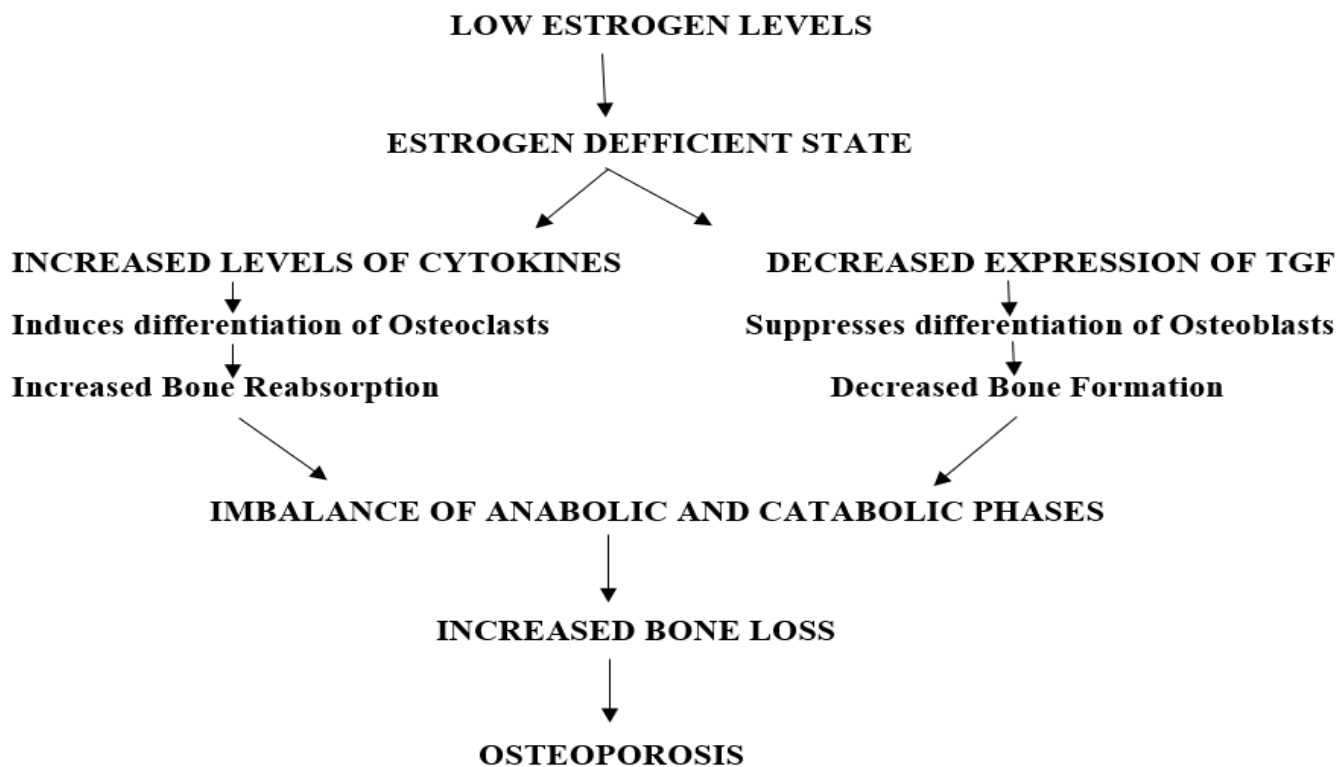 LOW ESTROGEN LEVELS
ESTROGEN DEFFICIENT STATE
INCREASED LEVELS OF CYTOKINES
DECREASED EXPRESSION OF TGF
Induces differentiation of Osteoclasts
Suppresses differentiation of Osteoblasts
Increased Bone Reabsorption
Decreased Bone Formation
IMBALANCE OF ANABOLIC AND CATABOLIC PHASES
INCREASED BONE LOSS
OSTEOPOROSIS